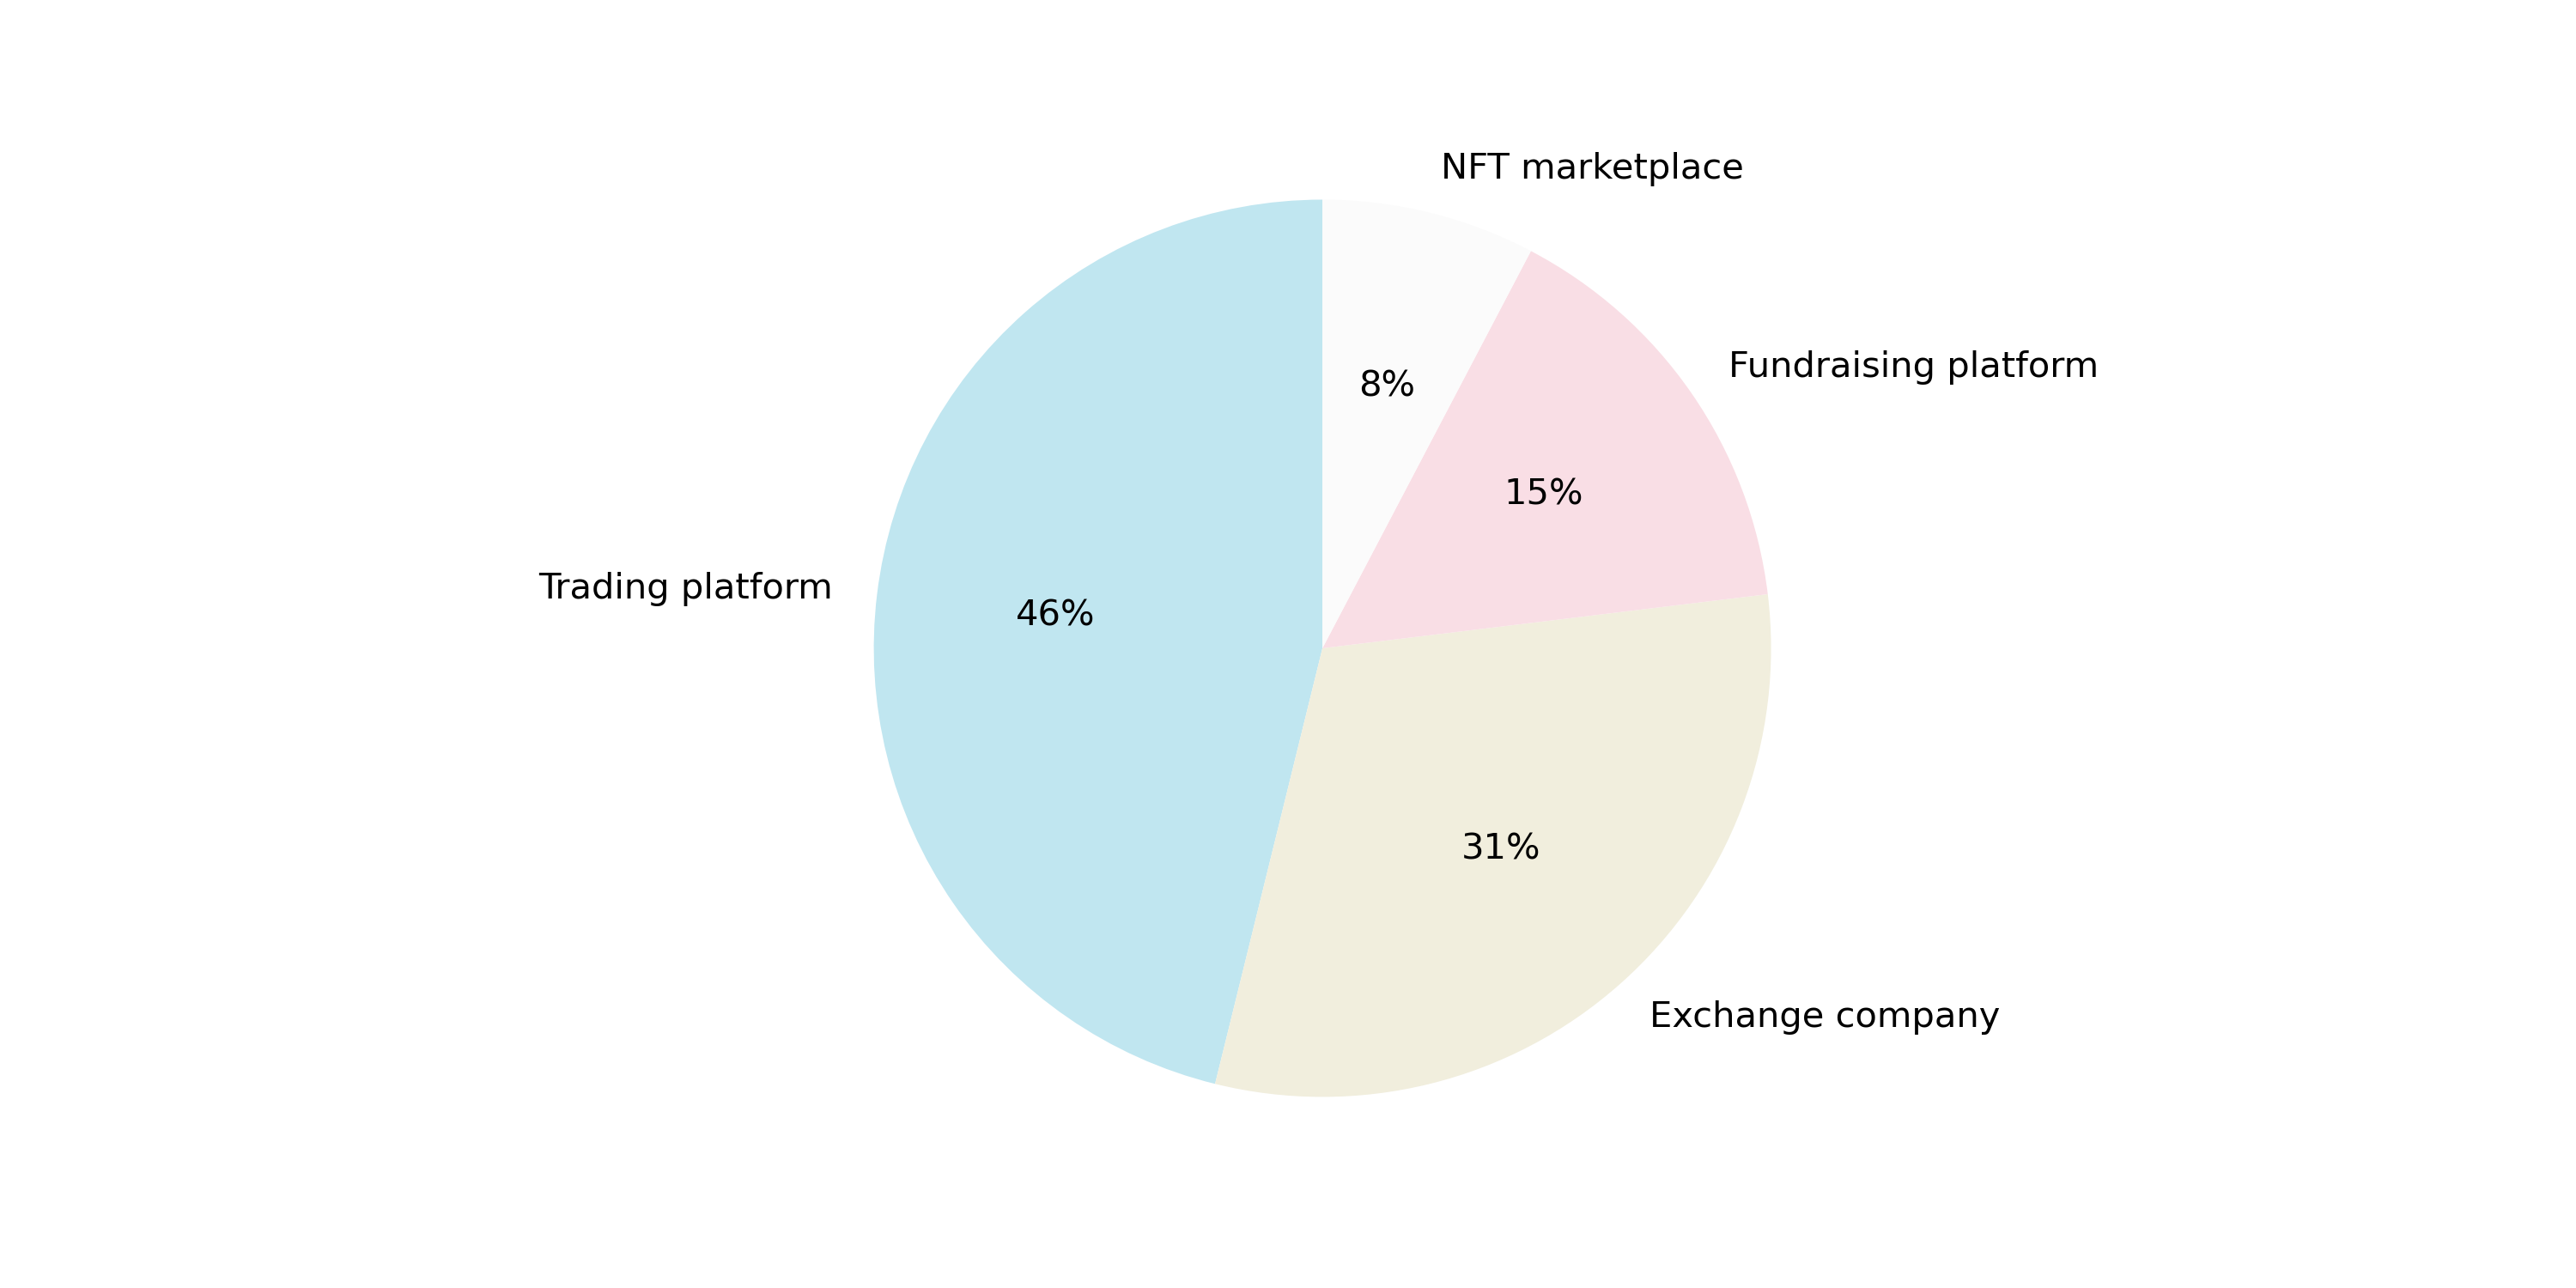 NFT marketplace
Fundraising platform
8%
15%
Trading platform
46%
31%
Exchange company